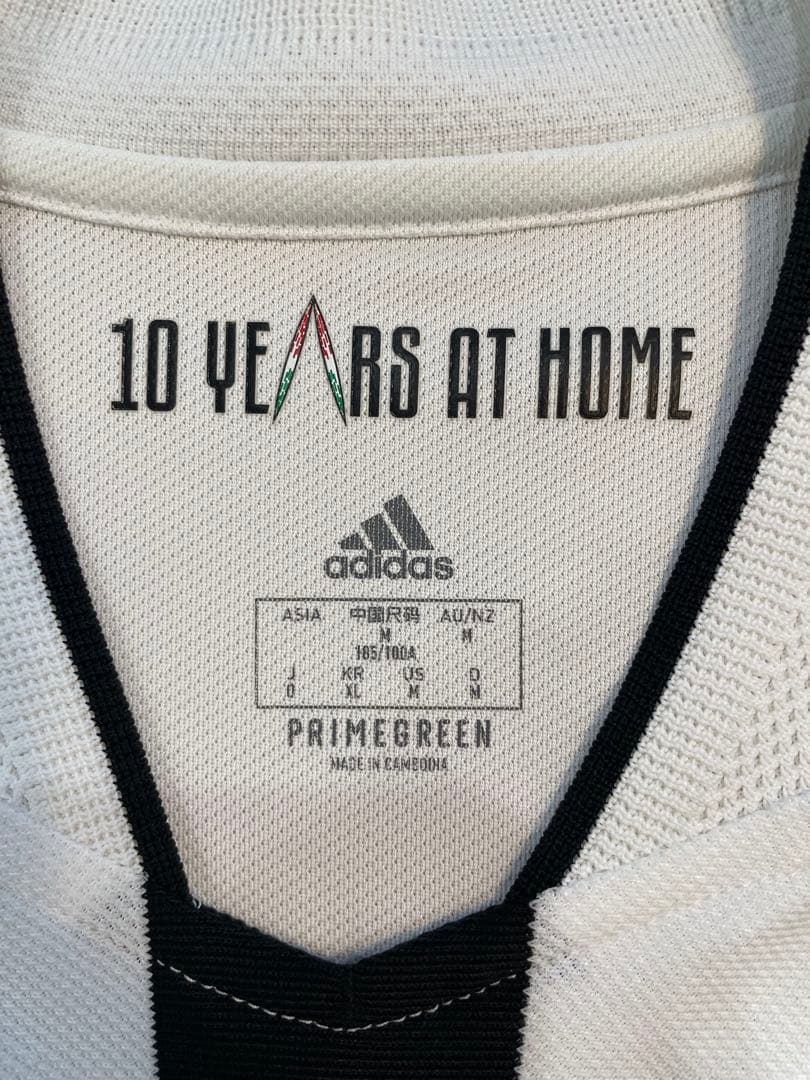 10 YEARS AT HOME
adidas
ASIA 中国尺码 AU/NZ
M M
185/100A
J KR US D
O XL M M
PRIMEGREEN
MADE IN CAMBODIA